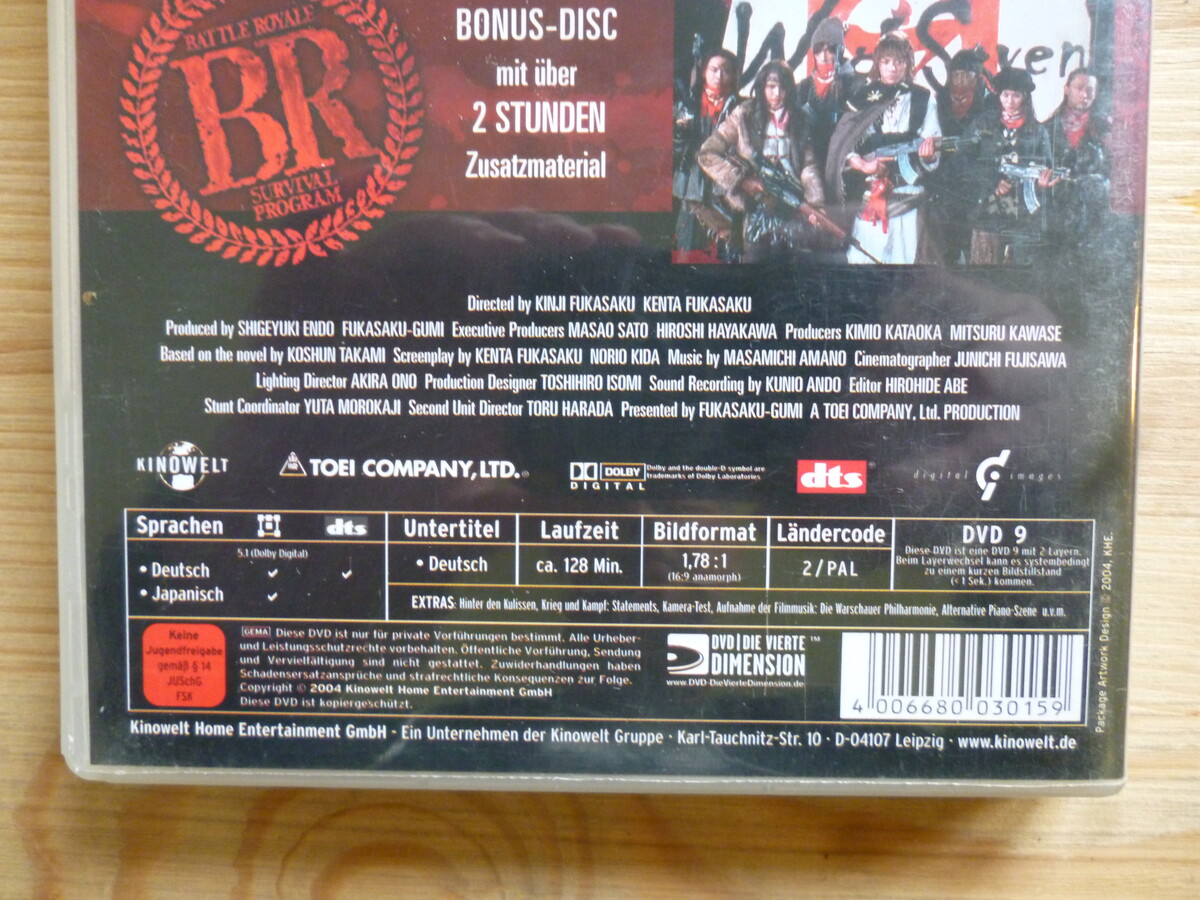 BATTLE ROYALE
BR
SURVIVAL
PROGRAM
BONUS-DISC
mit über
2 STUNDEN
Zusatzmaterial
Directed by KINJI FUKASAKU KENTA FUKASAKU
Produced by SHIGEYUKI ENDO FUKASAKU-GUMI Executive Producers MASAO SATO HIROSHI HAYAKAWA Producers KIMIO KATAOKA MITSURU KAWASE
Based on the novel by KOSHUN TAKAMI Screenplay by KENTA FUKASAKU NORIO KIDA Music by MASAMICHI AMANO Cinematographer JUNICHI FUJISAWA
Lighting Director AKIRA ONO Production Designer TOSHIHIRO ISOMI Sound Recording by KUNIO ANDO Editor HIROHIDE ABE
Stunt Coordinator YUTA MOROKAJI Second Unit Director TORU HARADA Presented by FUKASAKU-GUMI A TOEI COMPANY, Ltd. PRODUCTION
KINOWELT
TOEI COMPANY, LTD.
DOLBY
DIGITAL
Dolby and the double-D symbol are
trademarks of Dolby Laboratories
dts
digital images
Sprachen dts
5.1 (Dolby Digital)
• Deutsch
• Japanisch
Untertitel
• Deutsch
Laufzeit
ca. 128 Min.
Bildformat
1,78 : 1
(16:9 anamorph)
Ländercode
2 / PAL
DVD 9
Diese DVD ist eine DVD 9 mit 2 Layern.
Beim Layerwechsel kann es systembedingt
zu einem kurzen Bildstillstand
(< 1 Sek.) kommen.
EXTRAS: Hinter den Kulissen, Krieg und Kampf: Statements, Kamera-Test, Aufnahme der Filmmusik: Die Warschauer Philharmonie, Alternative Piano-Szene u.v.m.
Keine
Jugendfreigabe
gemäß § 14
JUSchG
FSK
GEMA Diese DVD ist nur für private Vorführungen bestimmt. Alle Urheber-
und Leistungsschutzrechte vorbehalten. Öffentliche Vorführung, Sendung
und Vervielfältigung sind nicht gestattet. Zuwiderhandlungen haben
Schadensersatzansprüche und strafrechtliche Konsequenzen zur Folge.
Copyright © 2004 Kinowelt Home Entertainment GmbH
Diese DVD ist kopiergeschützt.
DVD | DIE VIERTE ™
DIMENSION
www.DVD-DieVierteDimension.de
4 006680 030159
Package Artwork Design © 2004, KHE.
Kinowelt Home Entertainment GmbH · Ein Unternehmen der Kinowelt Gruppe · Karl-Tauchnitz-Str. 10 · D-04107 Leipzig · www.kinowelt.de